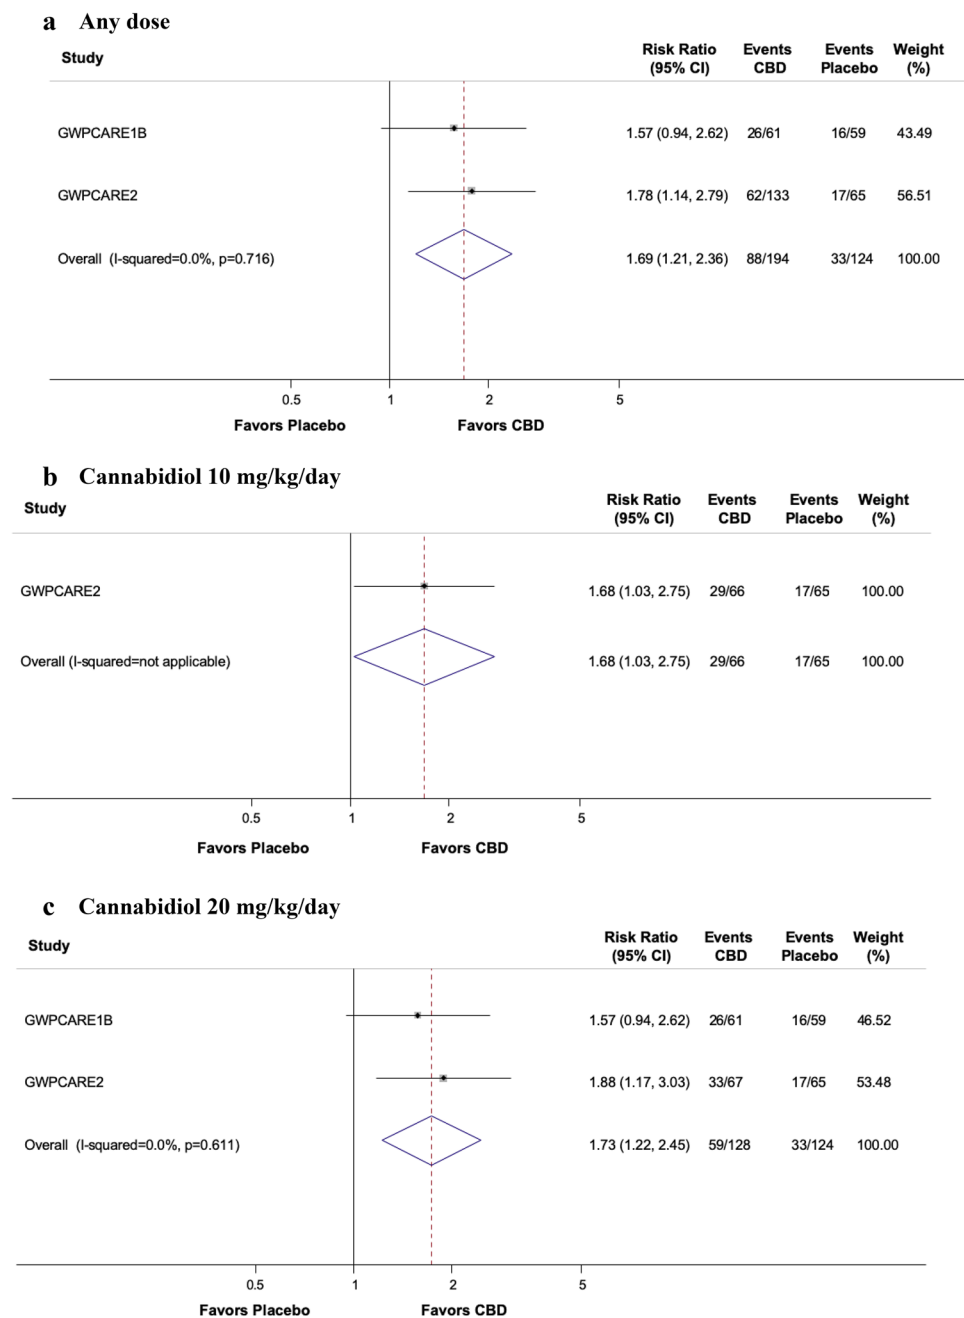 a Any dose
Study Risk Ratio (95% CI) Events CBD Events Placebo Weight (%)
GWPCARE1B 1.57 (0.94, 2.62) 26/61 16/59 43.49
GWPCARE2 1.78 (1.14, 2.79) 62/133 17/65 56.51
Overall (I-squared=0.0%, p=0.716) 1.69 (1.21, 2.36) 88/194 33/124 100.00
0.5 1 2 5
Favors Placebo Favors CBD
b Cannabidiol 10 mg/kg/day
Study Risk Ratio (95% CI) Events CBD Events Placebo Weight (%)
GWPCARE2 1.68 (1.03, 2.75) 29/66 17/65 100.00
Overall (I-squared=not applicable) 1.68 (1.03, 2.75) 29/66 17/65 100.00
0.5 1 2 5
Favors Placebo Favors CBD
c Cannabidiol 20 mg/kg/day
Study Risk Ratio (95% CI) Events CBD Events Placebo Weight (%)
GWPCARE1B 1.57 (0.94, 2.62) 26/61 16/59 46.52
GWPCARE2 1.88 (1.17, 3.03) 33/67 17/65 53.48
Overall (I-squared=0.0%, p=0.611) 1.73 (1.22, 2.45) 59/128 33/124 100.00
0.5 1 2 5
Favors Placebo Favors CBD